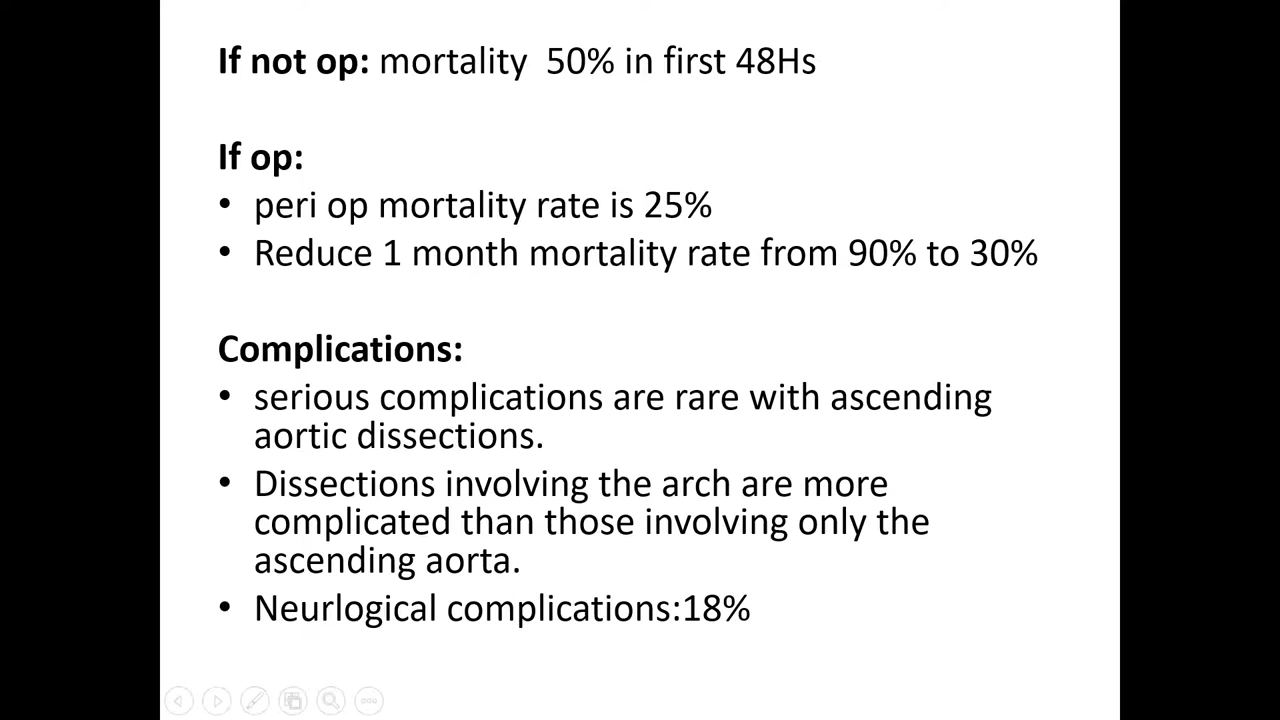 If not op: mortality  50% in first 48Hs
If op:
• peri op mortality rate is 25%
• Reduce 1 month mortality rate from 90% to 30%
Complications:
• serious complications are rare with ascending
aortic dissections.
• Dissections involving the arch are more
complicated than those involving only the
ascending aorta.
• Neurlogical complications:18%